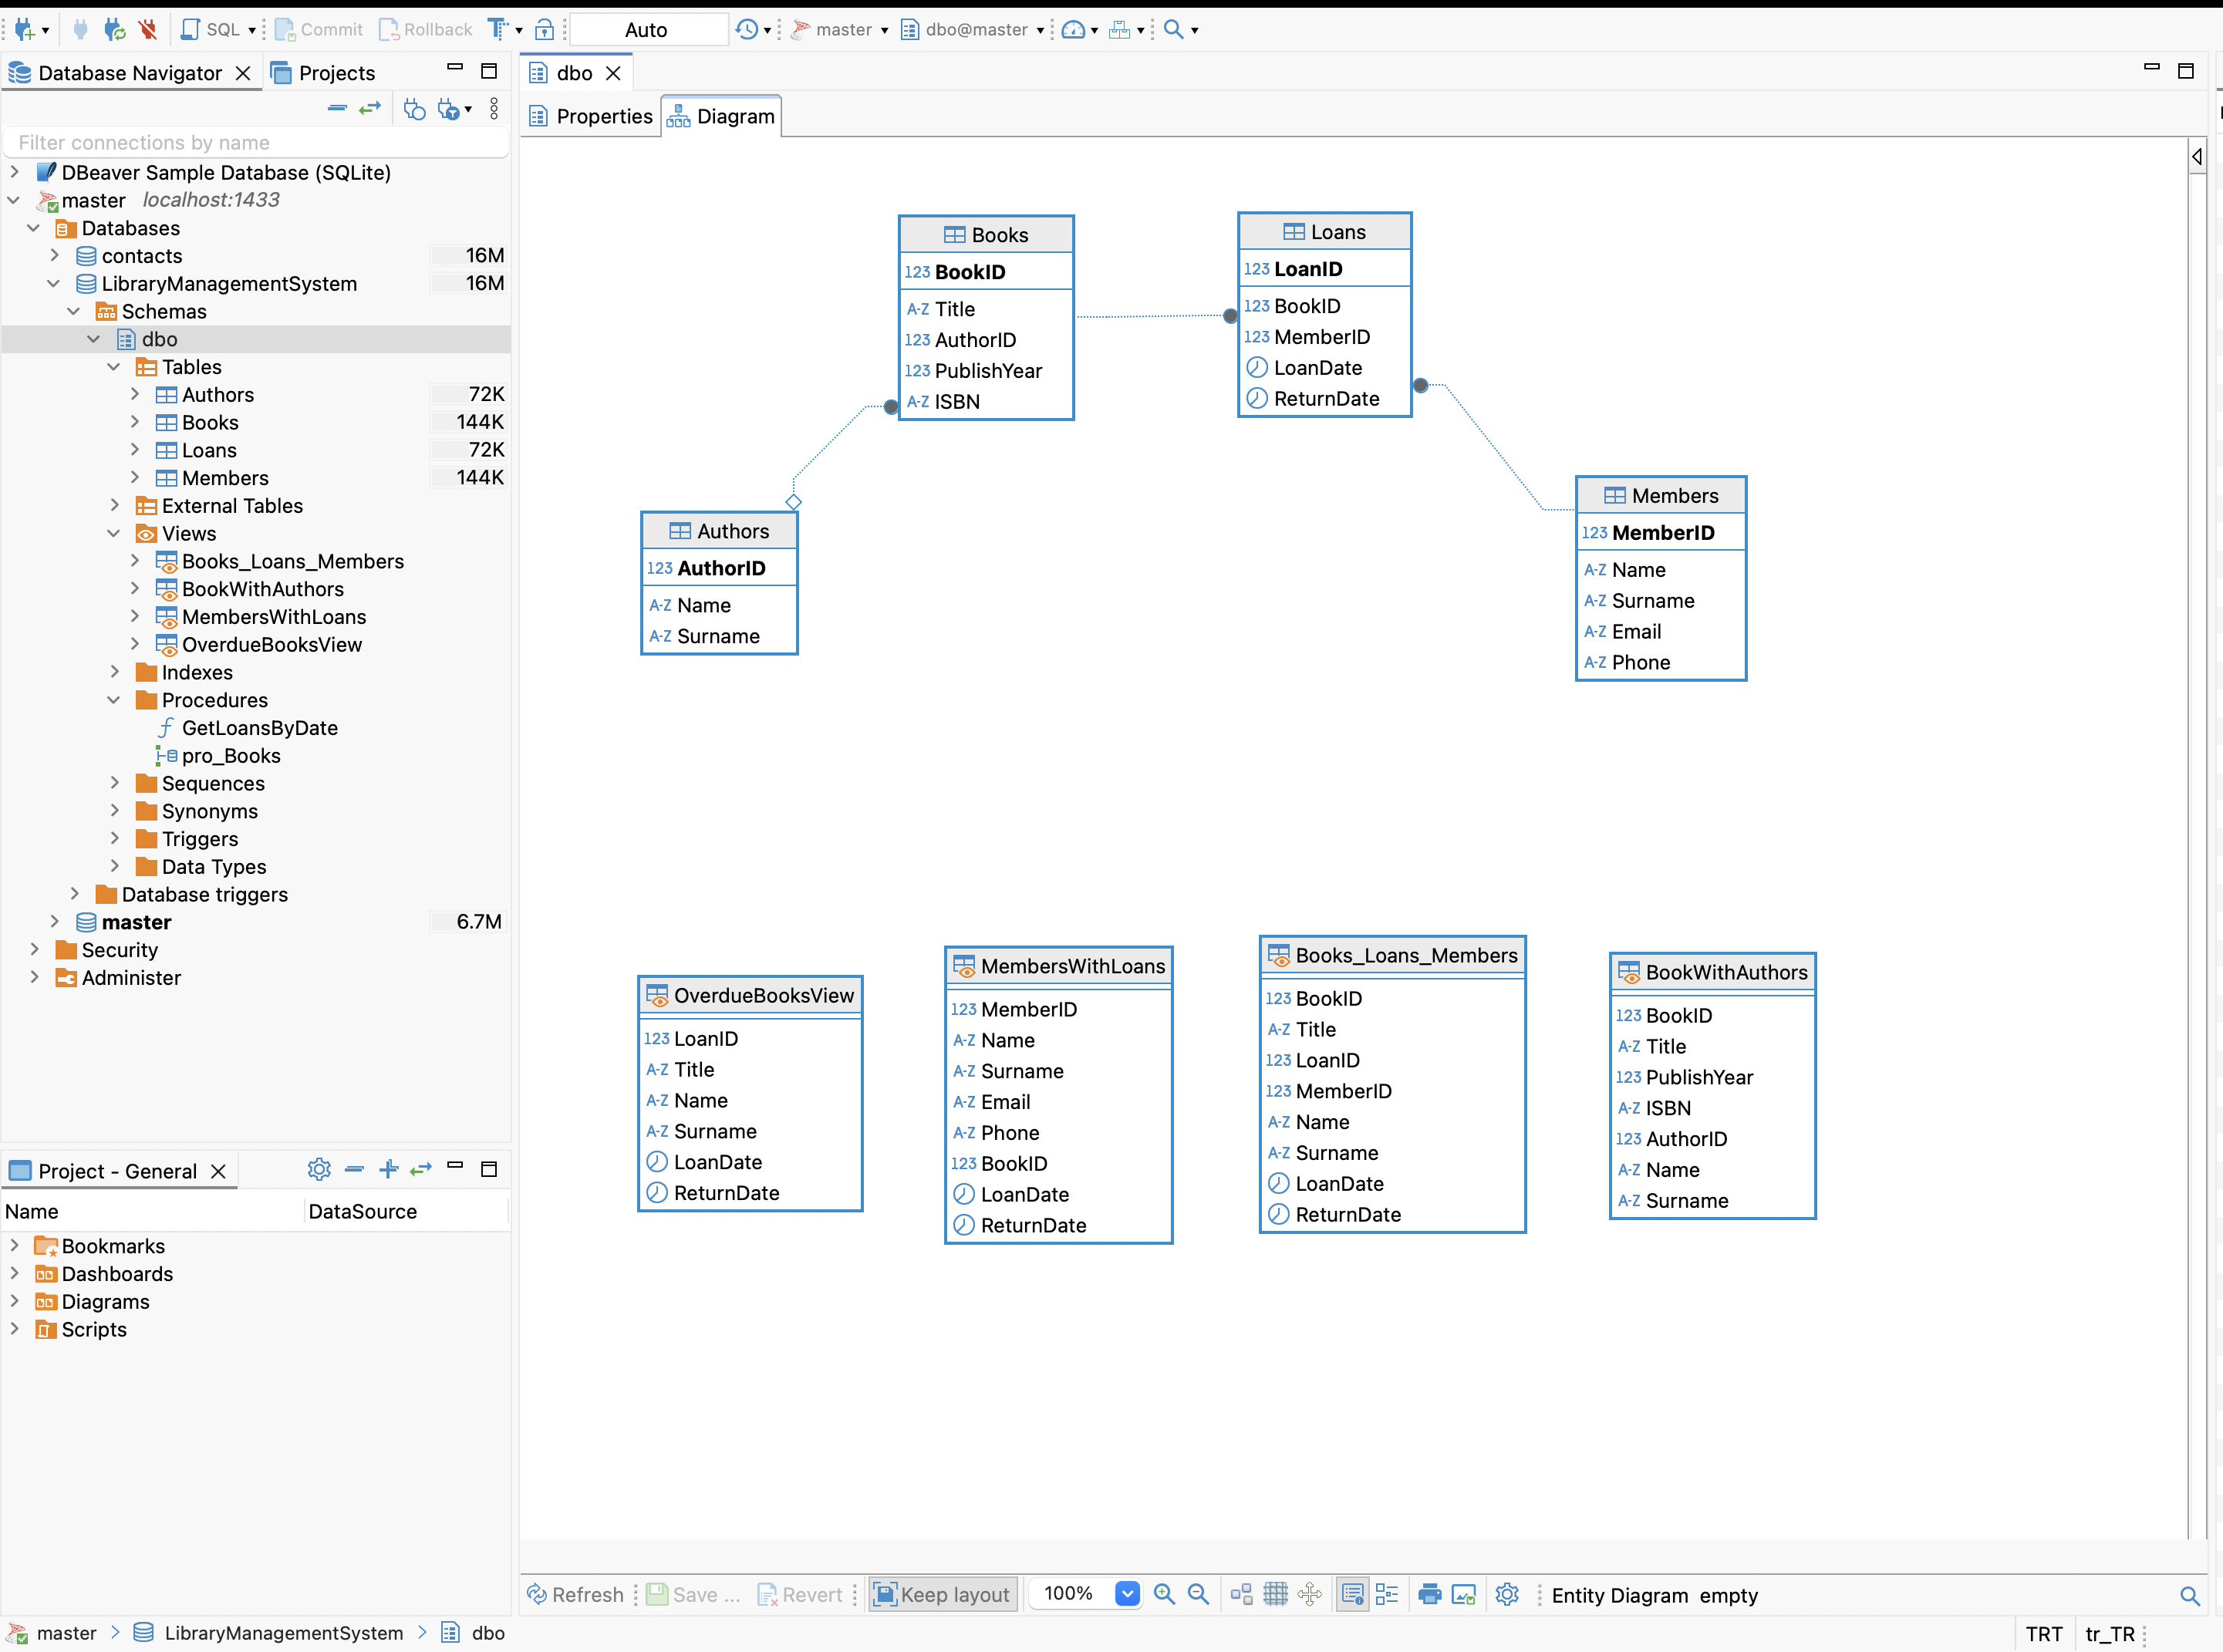 SQL Commit Rollback Auto master dbo@master
Database Navigator Projects
Filter connections by name
DBeaver Sample Database (SQLite)
master localhost:1433
Databases
contacts 16M
LibraryManagementSystem 16M
Schemas
dbo
Tables
Authors 72K
Books 144K
Loans 72K
Members 144K
External Tables
Views
Books_Loans_Members
BookWithAuthors
MembersWithLoans
OverdueBooksView
Indexes
Procedures
GetLoansByDate
pro_Books
Sequences
Synonyms
Triggers
Data Types
Database triggers
master 6.7M
Security
Administer
Project - General
Name DataSource
Bookmarks
Dashboards
Diagrams
Scripts
dbo
Properties Diagram
Books
123 BookID
A-Z Title
123 AuthorID
123 PublishYear
A-Z ISBN
Loans
123 LoanID
123 BookID
123 MemberID
LoanDate
ReturnDate
Authors
123 AuthorID
A-Z Name
A-Z Surname
Members
123 MemberID
A-Z Name
A-Z Surname
A-Z Email
A-Z Phone
OverdueBooksView
123 LoanID
A-Z Title
A-Z Name
A-Z Surname
LoanDate
ReturnDate
MembersWithLoans
123 MemberID
A-Z Name
A-Z Surname
A-Z Email
A-Z Phone
123 BookID
LoanDate
ReturnDate
Books_Loans_Members
123 BookID
A-Z Title
123 LoanID
123 MemberID
A-Z Name
A-Z Surname
LoanDate
ReturnDate
BookWithAuthors
123 BookID
A-Z Title
123 PublishYear
A-Z ISBN
123 AuthorID
A-Z Name
A-Z Surname
Refresh Save ... Revert Keep layout 100% Entity Diagram empty
master LibraryManagementSystem dbo TRT tr_TR